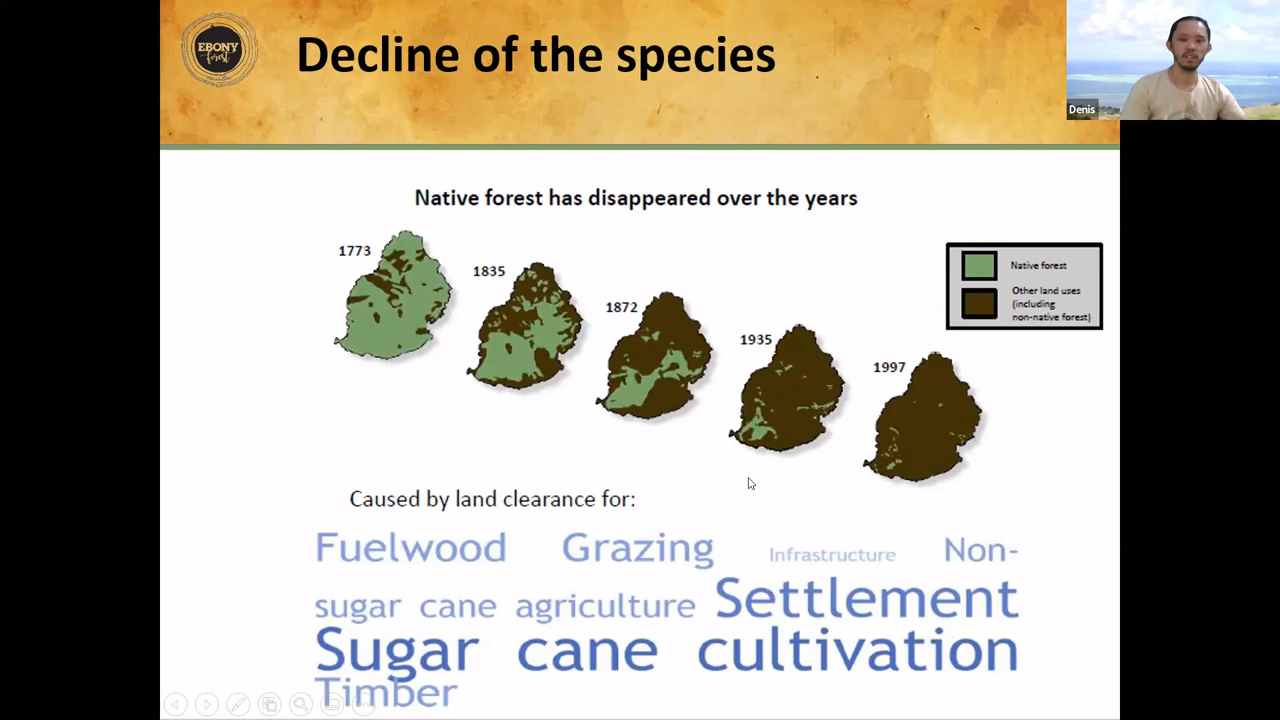 EBONY
forest
Decline of the species
Denis
Native forest has disappeared over the years
1773
1835
1872
1935
1997
Native forest
Other land uses
(including
non-native forest)
Caused by land clearance for:
Fuelwood Grazing Infrastructure Non-
sugar cane agriculture Settlement
Sugar cane cultivation
Timber